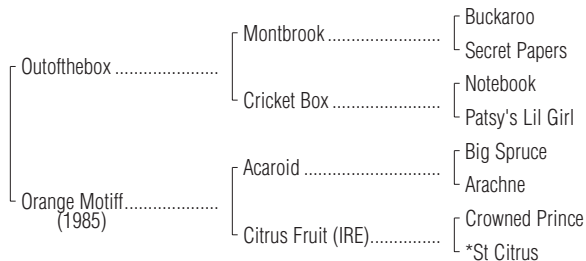 Buckaroo
Montbrook
Secret Papers
Outofthebox
Notebook
Cricket Box
Patsy's Lil Girl
Big Spruce
Acaroid
Arachne
Orange Motiff
(1985)
Crowned Prince
Citrus Fruit (IRE)
*St Citrus